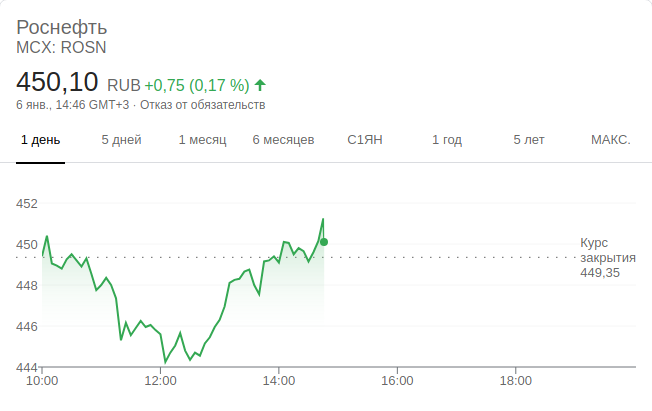 Роснефть
MCX: ROSN
450,10 RUB +0,75 (0,17 %)
6 янв., 14:46 GMT+3 · Отказ от обязательств
1 день 5 дней 1 месяц 6 месяцев С1ЯН 1 год 5 лет МАКС.
452
450
448
446
444
Курс
закрытия
449,35
10:00 12:00 14:00 16:00 18:00